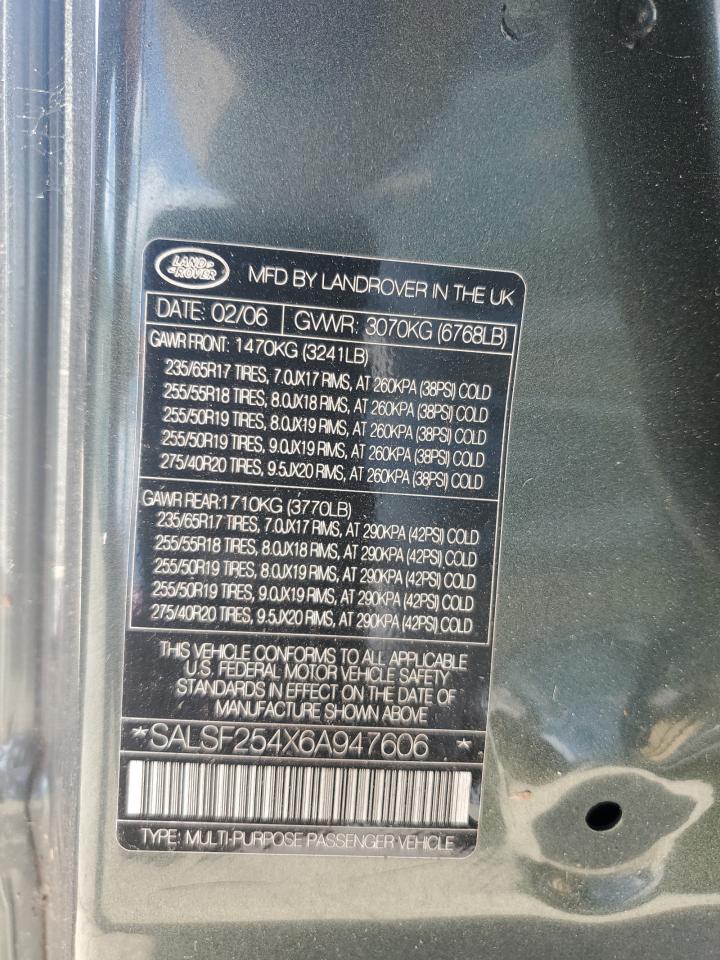 LAND
ROVER
MFD BY LANDROVER IN THE UK
DATE: 02/06 GVWR: 3070KG (6768LB)
GAWR FRONT: 1470KG (3241LB)
235/65R17 TIRES, 7.0JX17 RIMS, AT 260KPA (38PSI) COLD
255/55R18 TIRES, 8.0JX18 RIMS, AT 260KPA (38PSI) COLD
255/50R19 TIRES, 8.0JX19 RIMS, AT 260KPA (38PSI) COLD
255/50R19 TIRES, 9.0JX19 RIMS, AT 260KPA (38PSI) COLD
275/40R20 TIRES, 9.5JX20 RIMS, AT 260KPA (38PSI) COLD
GAWR REAR:1710KG (3770LB)
235/65R17 TIRES, 7.0JX17 RIMS, AT 290KPA (42PSI) COLD
255/55R18 TIRES, 8.0JX18 RIMS, AT 290KPA (42PSI) COLD
255/50R19 TIRES, 8.0JX19 RIMS, AT 290KPA (42PSI) COLD
255/50R19 TIRES, 9.0JX19 RIMS, AT 290KPA (42PSI) COLD
275/40R20 TIRES, 9.5JX20 RIMS, AT 290KPA (42PSI) COLD
THIS VEHICLE CONFORMS TO ALL APPLICABLE
U.S. FEDERAL MOTOR VEHICLE SAFETY
STANDARDS IN EFFECT ON THE DATE OF
MANUFACTURE SHOWN ABOVE
*SALSF254X6A947606 *
TYPE: MULTI-PURPOSE PASSENGER VEHICLE